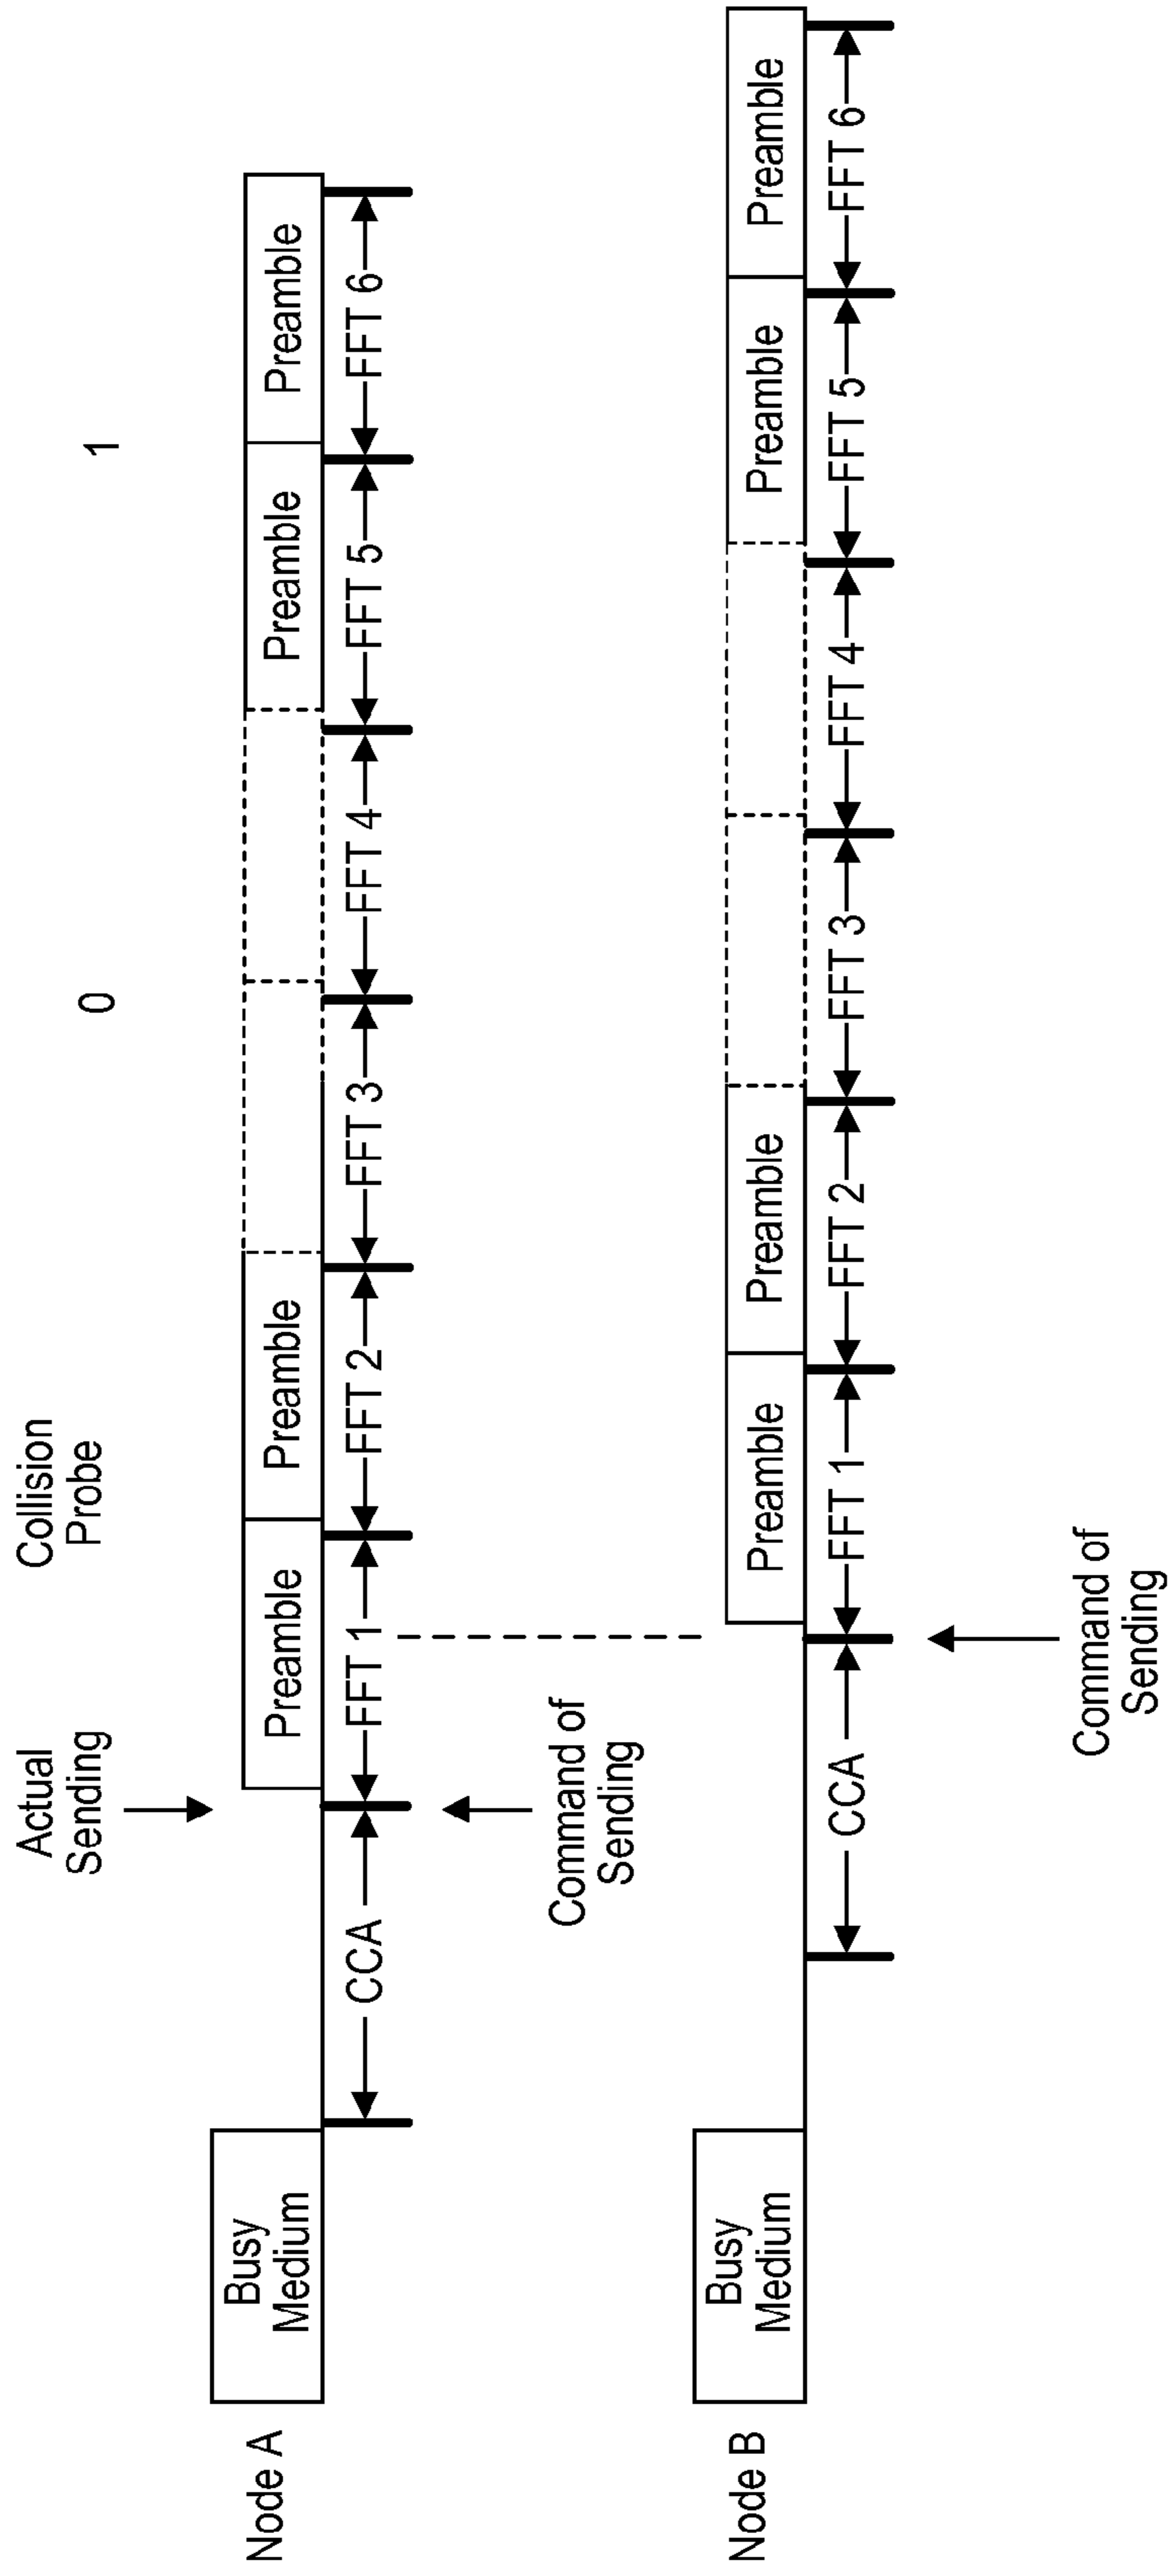 Actual
Sending
Collision
Probe
0
1
Node A
Busy
Medium
Preamble
Preamble
Preamble
Preamble
CCA
FFT 1
FFT 2
FFT 3
FFT 4
FFT 5
FFT 6
Command of
Sending
Node B
Busy
Medium
Preamble
Preamble
Preamble
Preamble
CCA
FFT 1
FFT 2
FFT 3
FFT 4
FFT 5
FFT 6
Command of
Sending